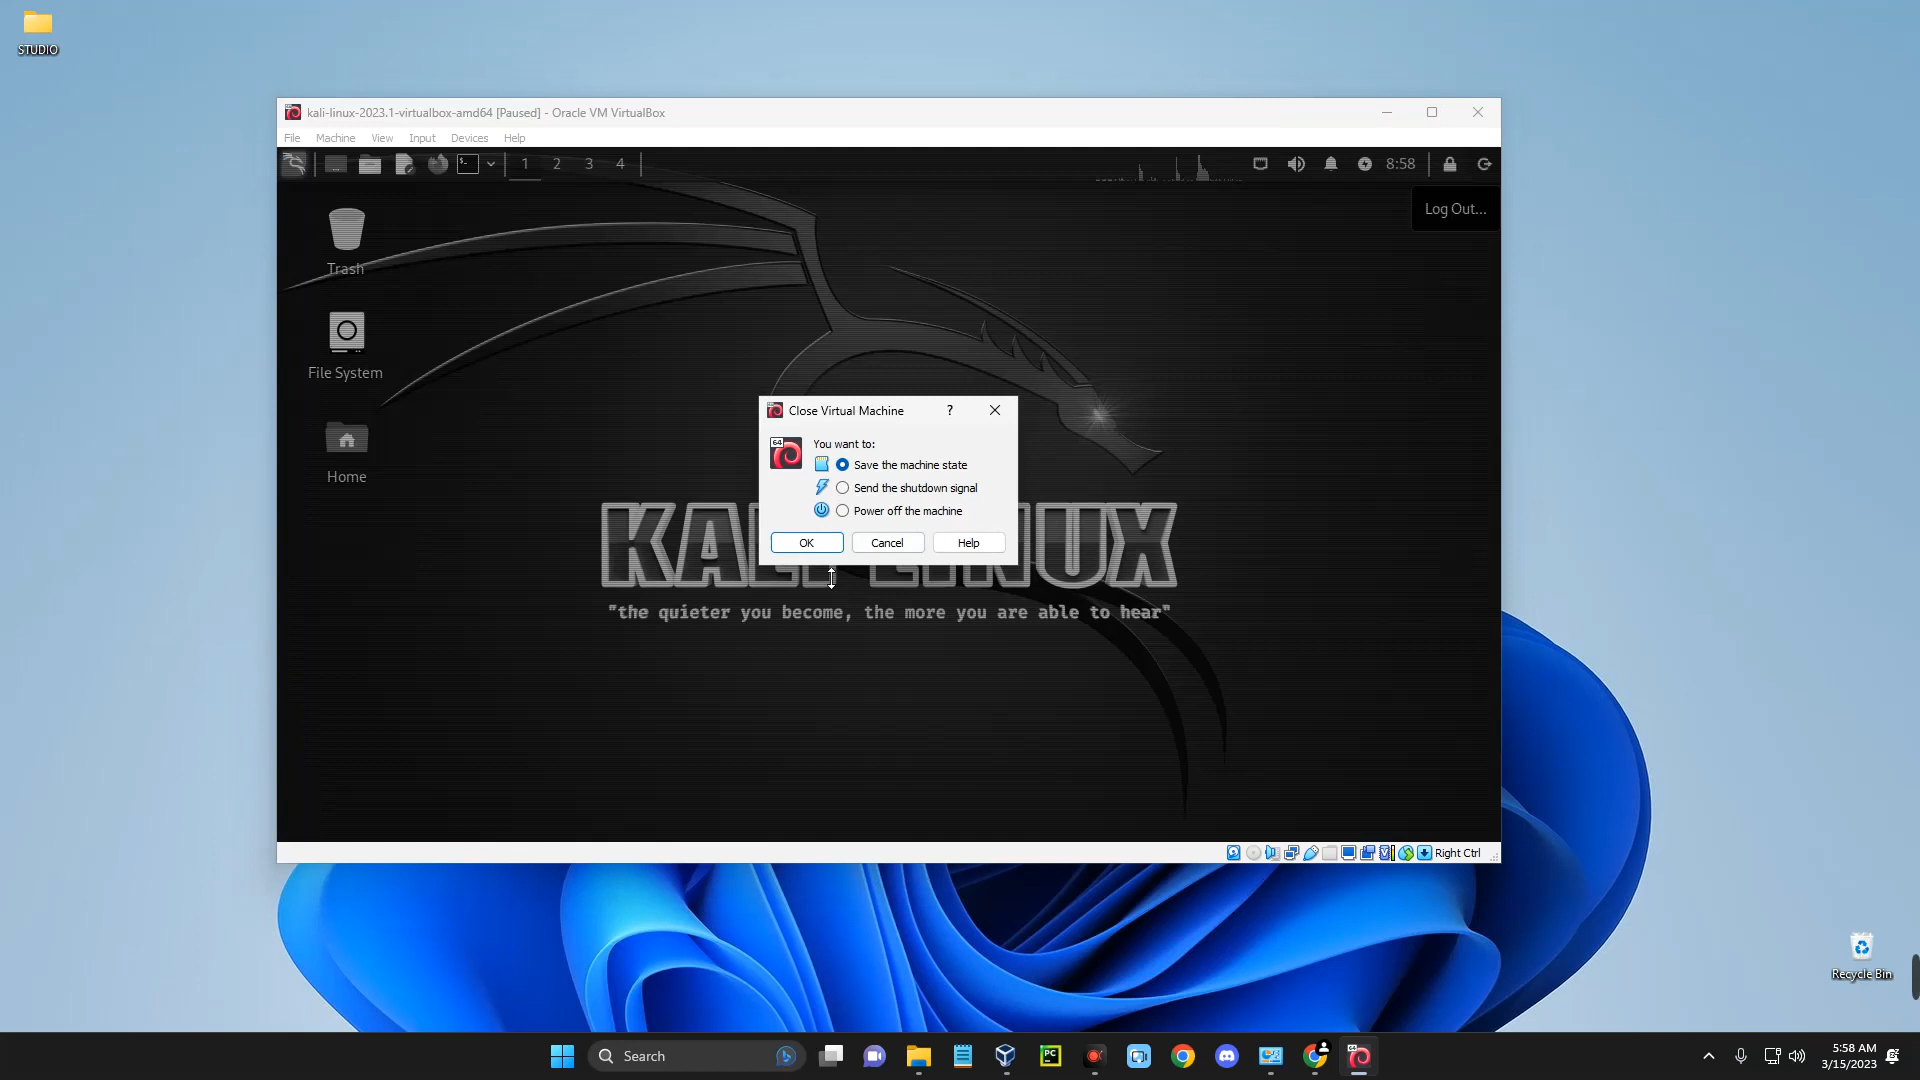 STUDIO
kali-linux-2023.1-virtualbox-amd64 [Paused] - Oracle VM VirtualBox
File Machine View Input Devices Help
1 2 3 4 8:58
Log Out...
Trash
File System
Home
Close Virtual Machine ?
64
You want to:
Save the machine state
Send the shutdown signal
Power off the machine
OK Cancel Help
"the quieter you become, the more you are able to hear"
Right Ctrl
Recycle Bin
Search
PC
5:58 AM
3/15/2023